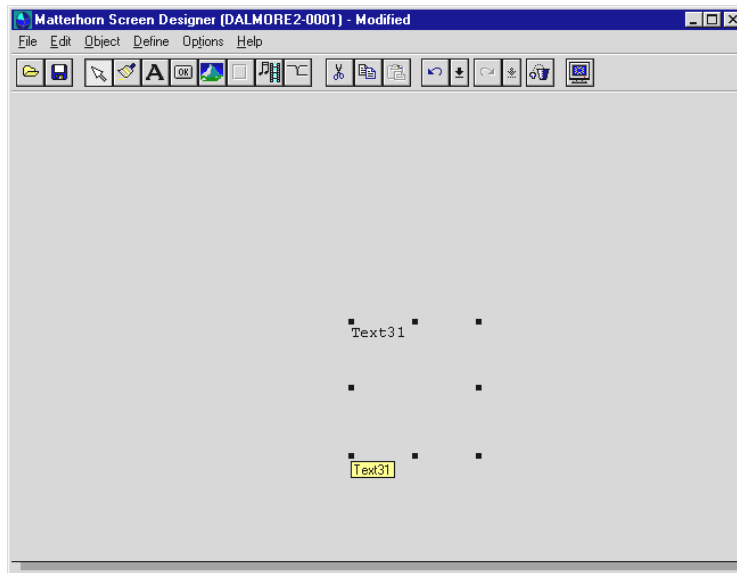 Matterhorn Screen Designer (DALMORE2-0001) - Modified
File Edit Object Define Options Help
A OK
Text31
Text31